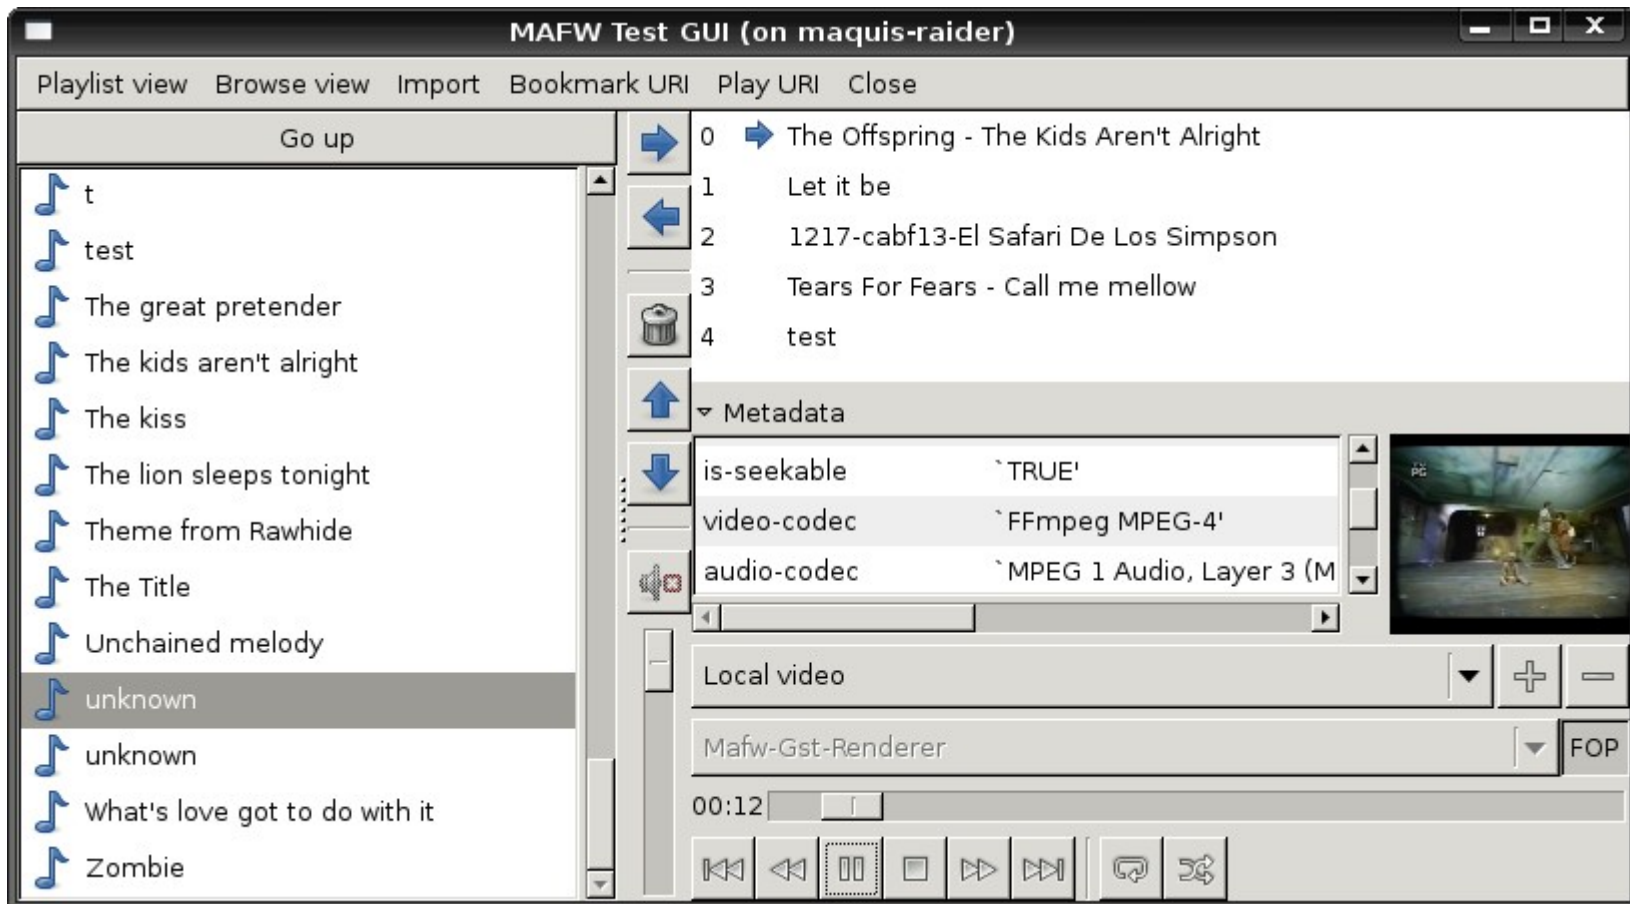 MAFW Test GUI (on maquis-raider)
Playlist view Browse view Import Bookmark URI Play URI Close
Go up
t
test
The great pretender
The kids aren't alright
The kiss
The lion sleeps tonight
Theme from Rawhide
The Title
Unchained melody
unknown
unknown
What's love got to do with it
Zombie
0 The Offspring - The Kids Aren't Alright
1 Let it be
2 1217-cabf13-El Safari De Los Simpson
3 Tears For Fears - Call me mellow
4 test
Metadata
is-seekable `TRUE'
video-codec `FFmpeg MPEG-4'
audio-codec `MPEG 1 Audio, Layer 3 (M
PG
Local video
Mafw-Gst-Renderer
FOP
00:12